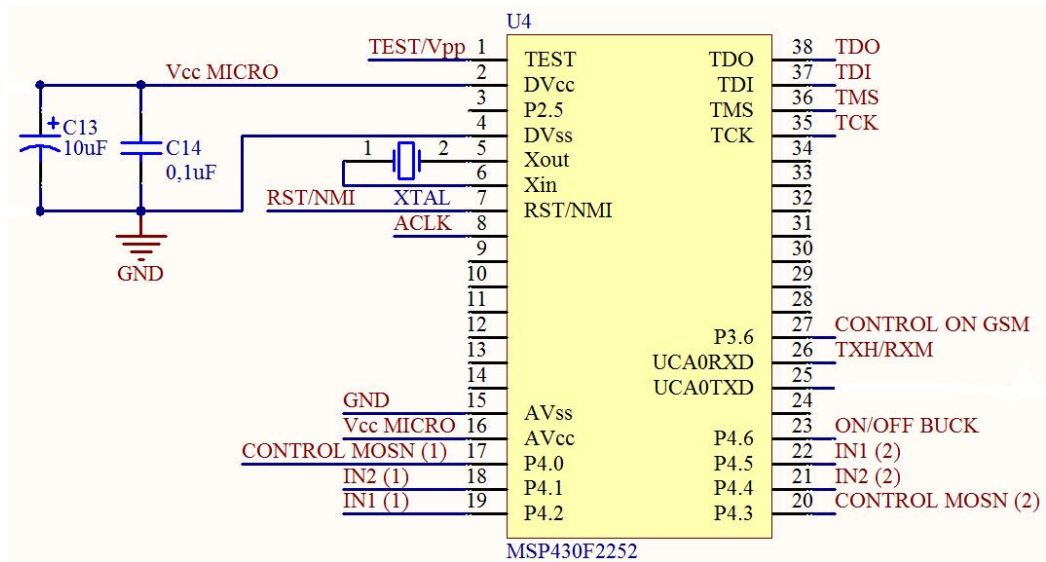 U4
TEST/Vpp 1 TEST TDO 38 TDO
Vcc MICRO 2 DVcc TDI 37 TDI
3 P2.5 TMS 36 TMS
4 DVss TCK 35 TCK
+ C13
10uF
C14
0,1uF
1 2 5 Xout 34
6 Xin 33
RST/NMI XTAL 7 RST/NMI 32
ACLK 8 31
GND
9 30
10 29
11 28
12 P3.6 27 CONTROL ON GSM
13 UCA0RXD 26 TXH/RXM
14 UCA0TXD 25
GND 15 AVss 24
Vcc MICRO 16 AVcc P4.6 23 ON/OFF BUCK
CONTROL MOSN (1) 17 P4.0 P4.5 22 IN1 (2)
IN2 (1) 18 P4.1 P4.4 21 IN2 (2)
IN1 (1) 19 P4.2 P4.3 20 CONTROL MOSN (2)
MSP430F2252